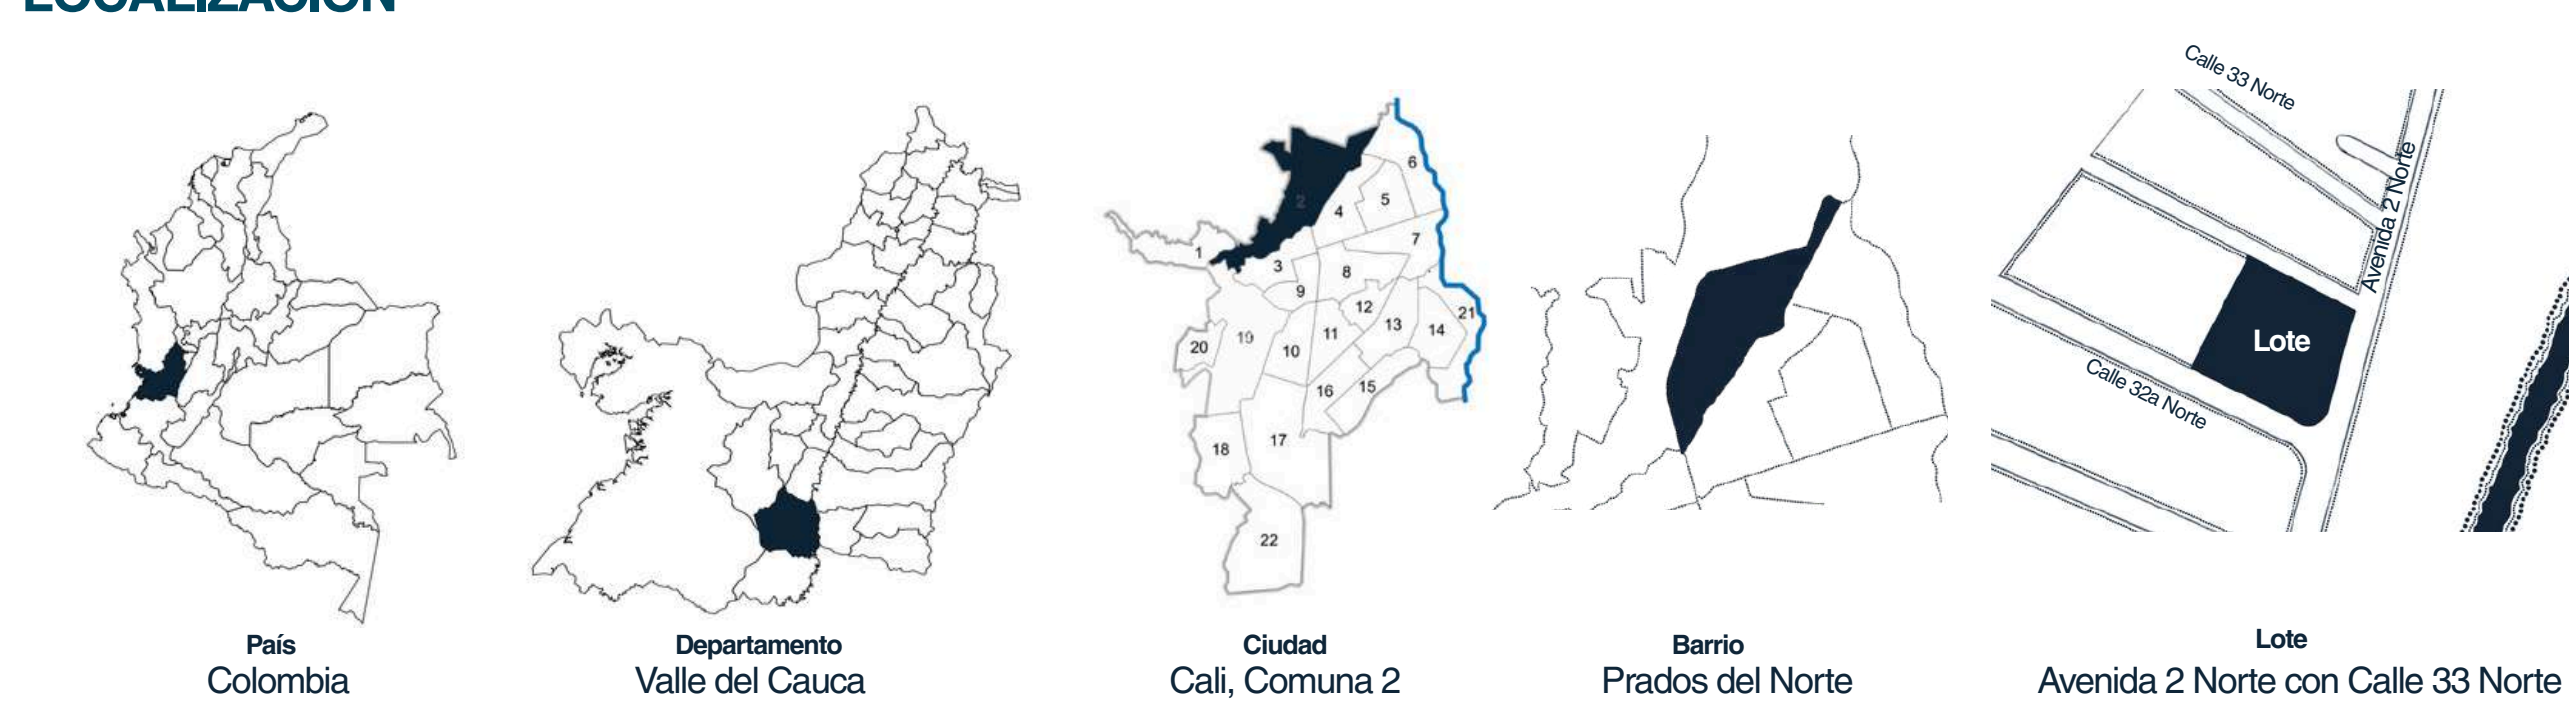 LOCALIZACIÓN
Calle 33 Norte
Avenida 2 Norte
Lote
Calle 32a Norte
1
2
3
4
5
6
7
8
9
10
11
12
13
14
15
16
17
18
19
20
21
22
País
Colombia
Departamento
Valle del Cauca
Ciudad
Cali, Comuna 2
Barrio
Prados del Norte
Lote
Avenida 2 Norte con Calle 33 Norte